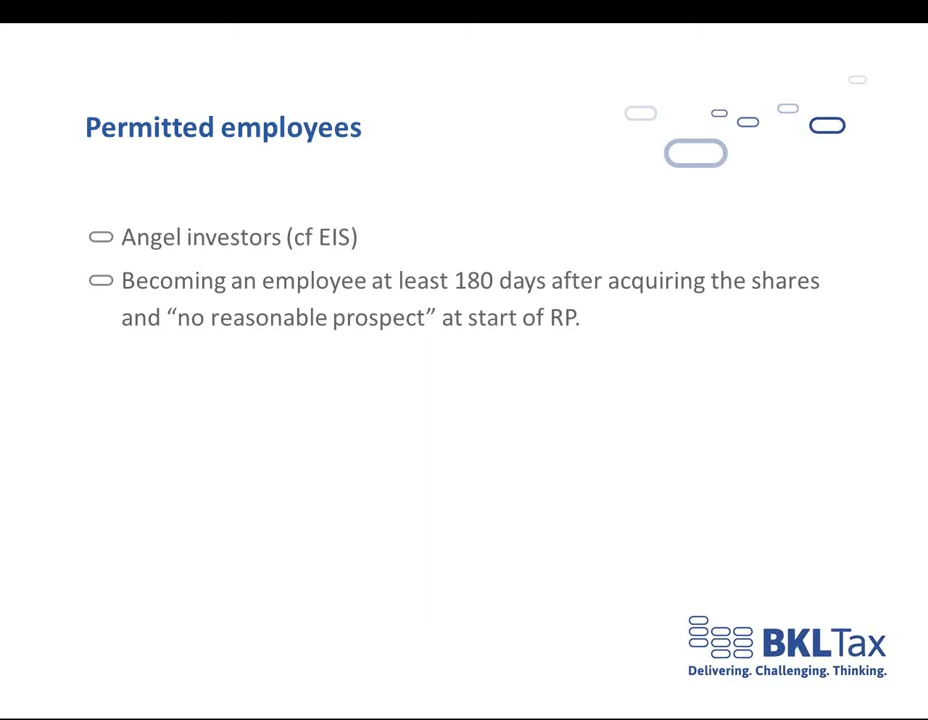 Permitted employees
Angel investors (cf EIS)
Becoming an employee at least 180 days after acquiring the shares
and “no reasonable prospect” at start of RP.
BKLTax
Delivering. Challenging. Thinking.